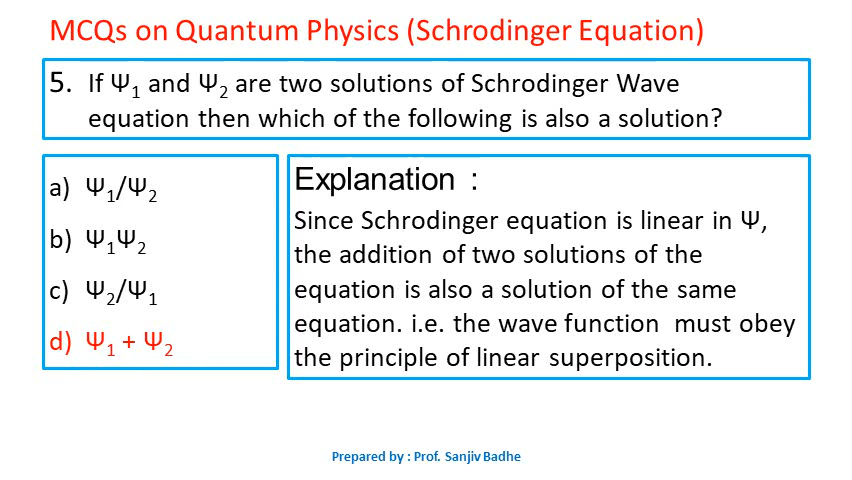 MCQs on Quantum Physics (Schrodinger Equation)
5. If Ψ₁ and Ψ₂ are two solutions of Schrodinger Wave
equation then which of the following is also a solution?
a) Ψ₁/Ψ₂
b) Ψ₁Ψ₂
c) Ψ₂/Ψ₁
d) Ψ₁ + Ψ₂
Explanation :
Since Schrodinger equation is linear in Ψ,
the addition of two solutions of the
equation is also a solution of the same
equation. i.e. the wave function must obey
the principle of linear superposition.
Prepared by : Prof. Sanjiv Badhe